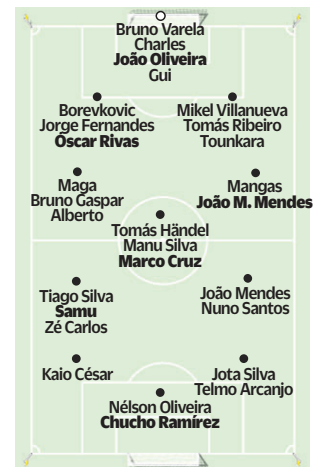 Bruno Varela
Charles
João Oliveira
Gui
Borevkovic
Jorge Fernandes
Óscar Rivas
Mikel Villanueva
Tomás Ribeiro
Tounkara
Maga
Bruno Gaspar
Alberto
Mangas
João M. Mendes
Tomás Händel
Manu Silva
Marco Cruz
Tiago Silva
Samu
Zé Carlos
João Mendes
Nuno Santos
Kaio César
Jota Silva
Telmo Arcanjo
Nélson Oliveira
Chucho Ramírez